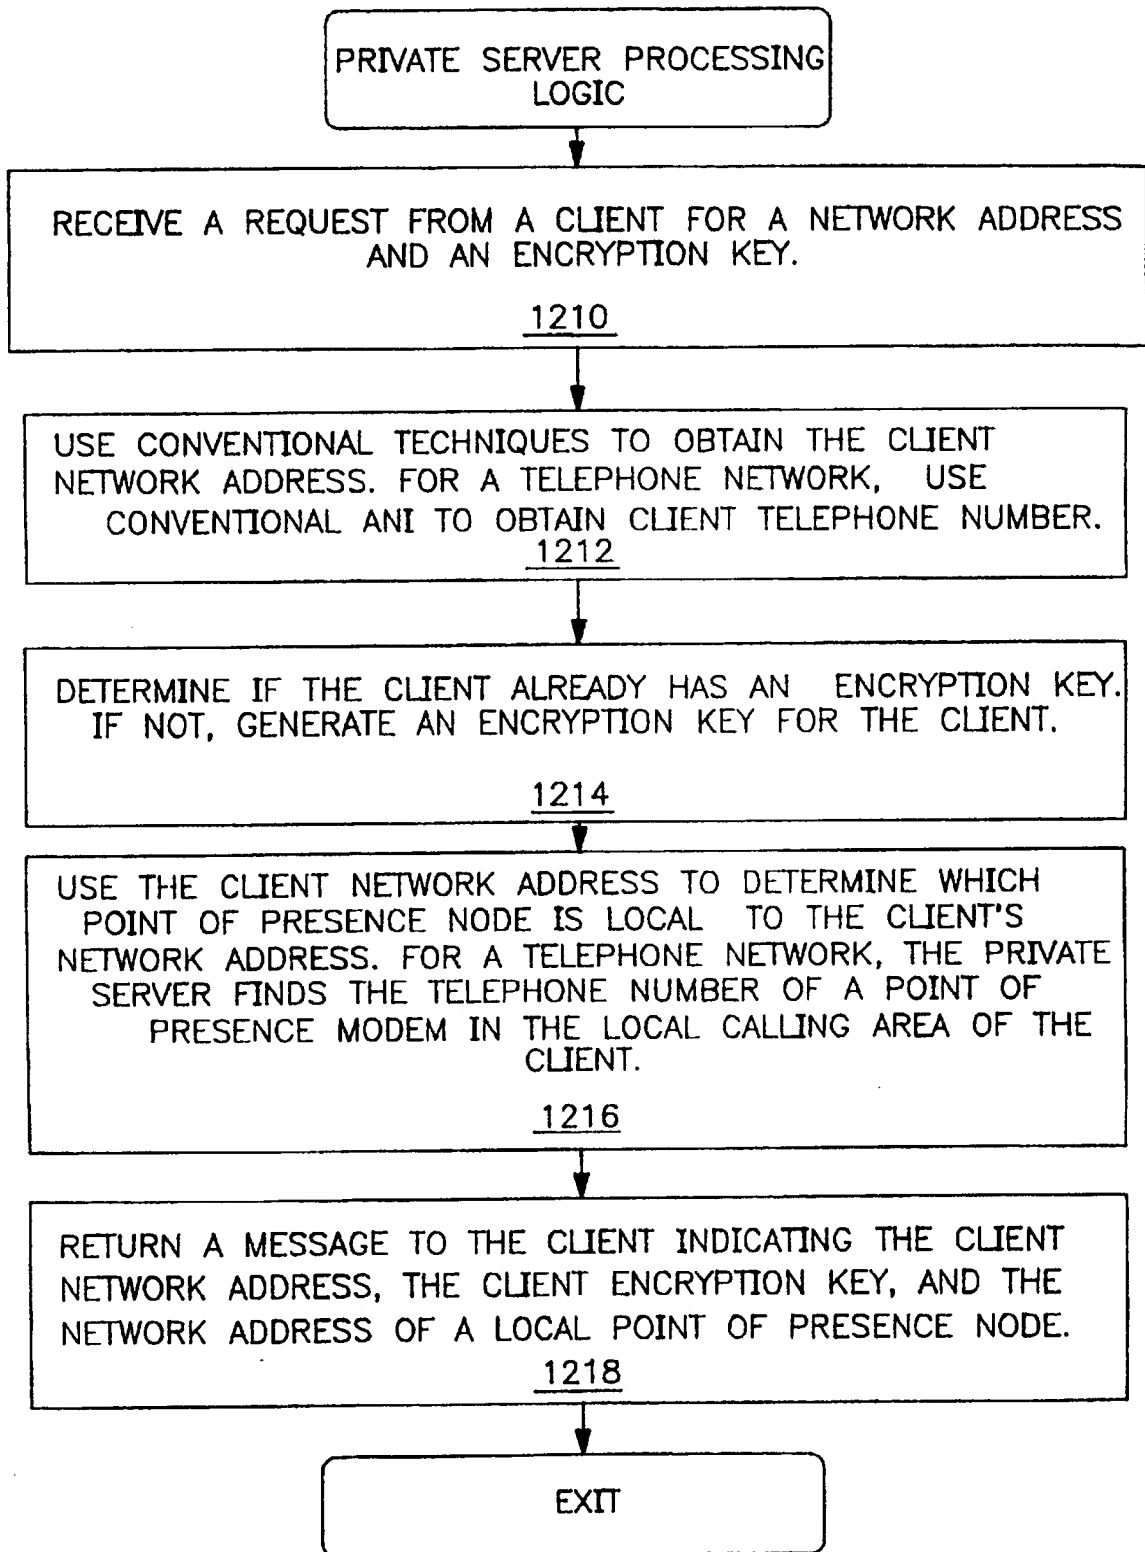 PRIVATE SERVER PROCESSING
LOGIC
RECEIVE A REQUEST FROM A CLIENT FOR A NETWORK ADDRESS
AND AN ENCRYPTION KEY.
1210
USE CONVENTIONAL TECHNIQUES TO OBTAIN THE CLIENT
NETWORK ADDRESS. FOR A TELEPHONE NETWORK, USE
CONVENTIONAL ANI TO OBTAIN CLIENT TELEPHONE NUMBER.
1212
DETERMINE IF THE CLIENT ALREADY HAS AN ENCRYPTION KEY.
IF NOT, GENERATE AN ENCRYPTION KEY FOR THE CLIENT.
1214
USE THE CLIENT NETWORK ADDRESS TO DETERMINE WHICH
POINT OF PRESENCE NODE IS LOCAL TO THE CLIENT'S
NETWORK ADDRESS. FOR A TELEPHONE NETWORK, THE PRIVATE
SERVER FINDS THE TELEPHONE NUMBER OF A POINT OF
PRESENCE MODEM IN THE LOCAL CALLING AREA OF THE
CLIENT.
1216
RETURN A MESSAGE TO THE CLIENT INDICATING THE CLIENT
NETWORK ADDRESS, THE CLIENT ENCRYPTION KEY, AND THE
NETWORK ADDRESS OF A LOCAL POINT OF PRESENCE NODE.
1218
EXIT